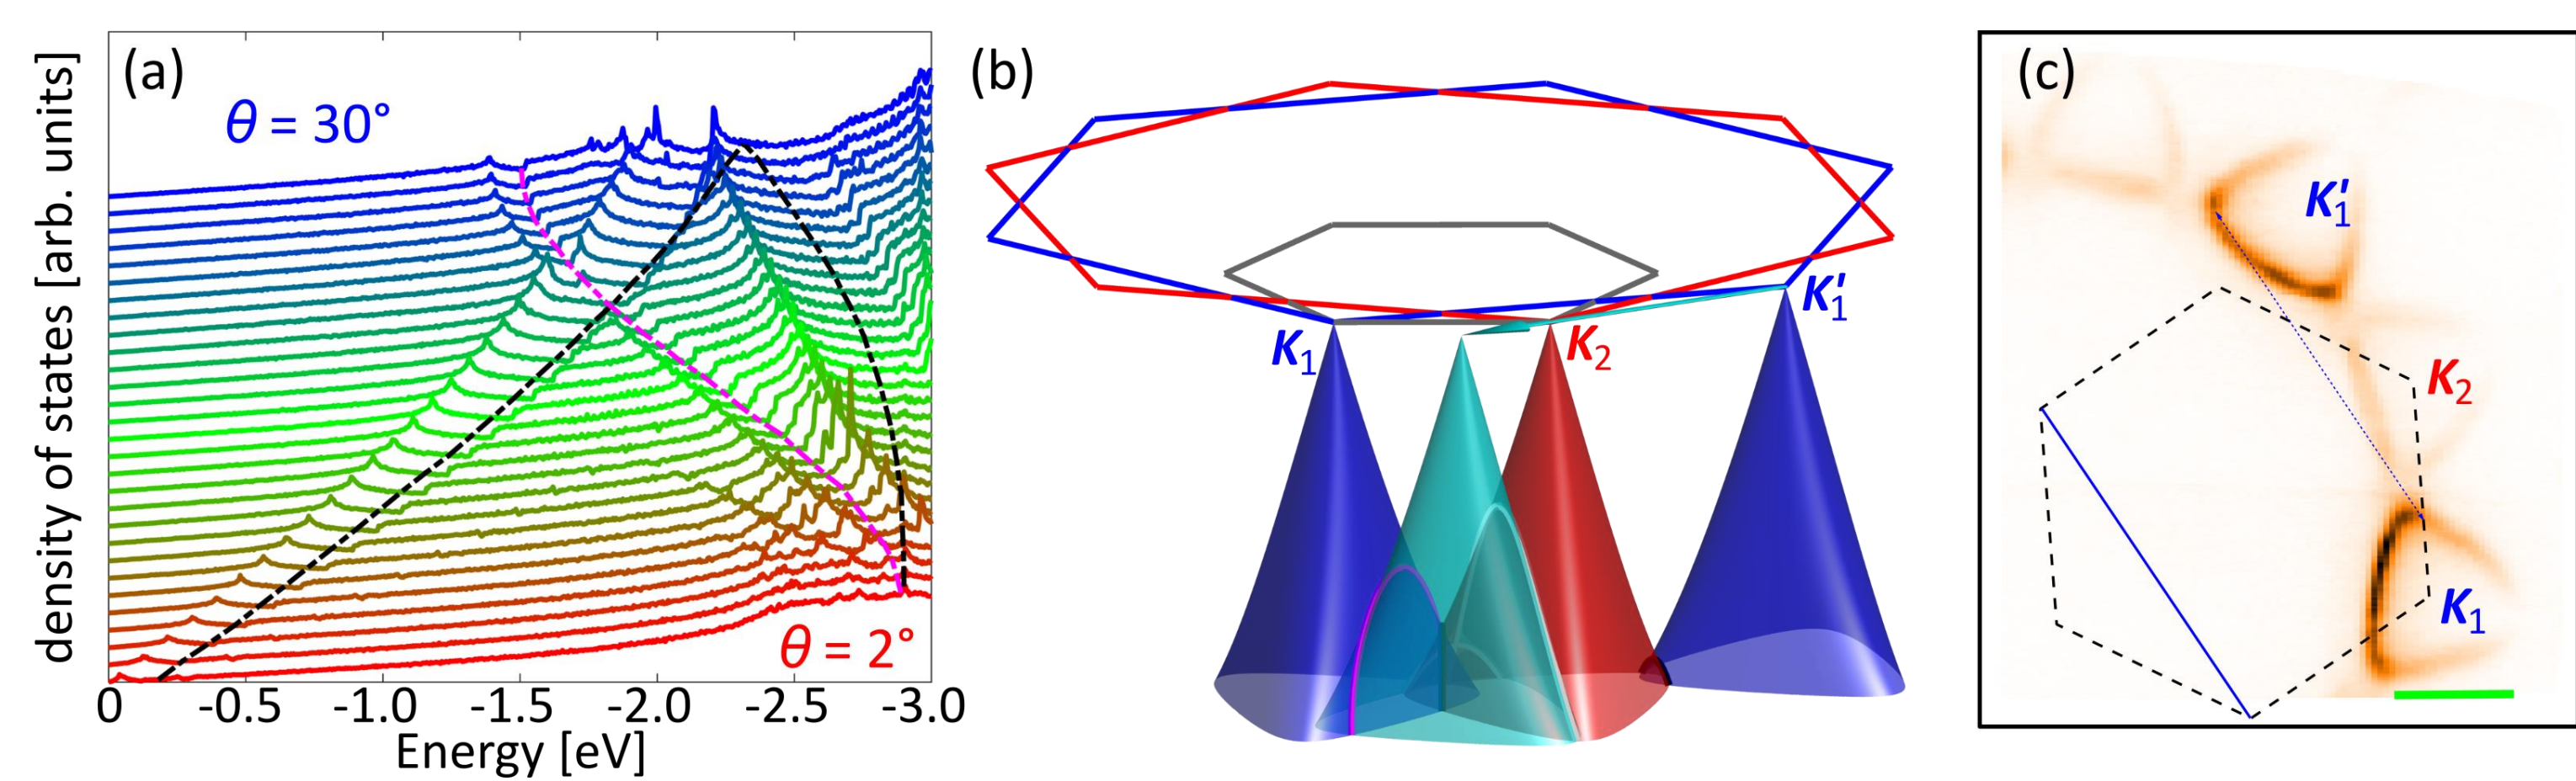 (a)
θ = 30°
density of states [arb. units]
θ = 2°
0 -0.5 -1.0 -1.5 -2.0 -2.5 -3.0
Energy [eV]
(b)
K₁
K₂
K′₁
(c)
K′₁
K₂
K₁